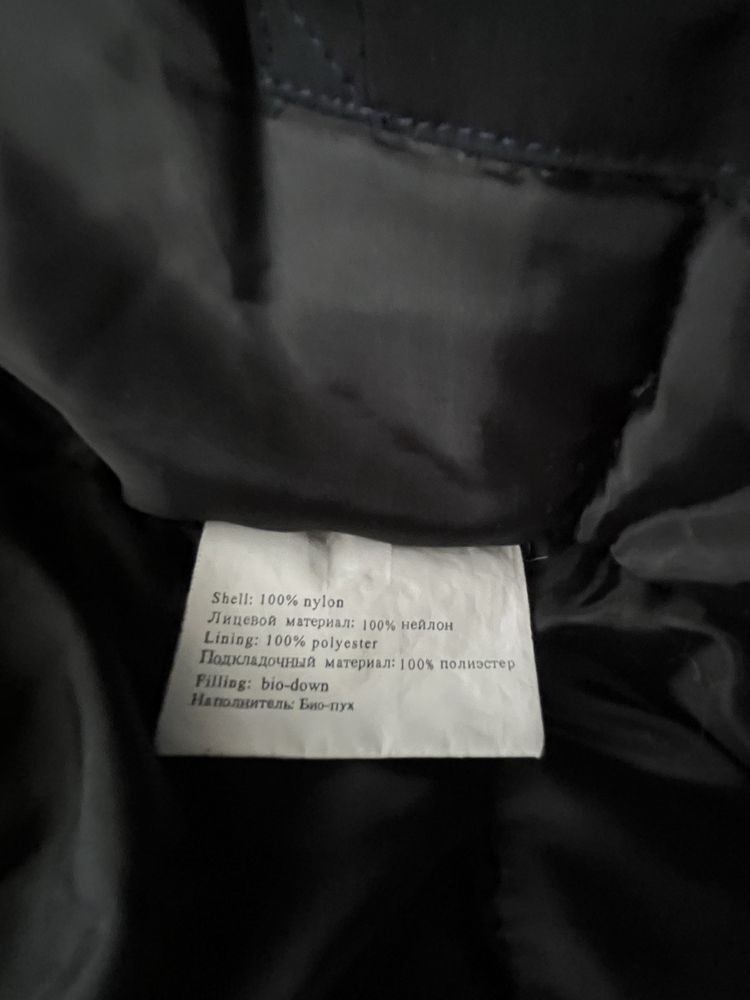 Shell: 100% nylon
Лицевой материал: 100% нейлон
Lining: 100% polyester
Подкладочный материал: 100% полиэстер
Filling: bio-down
Наполнитель: Био-пух